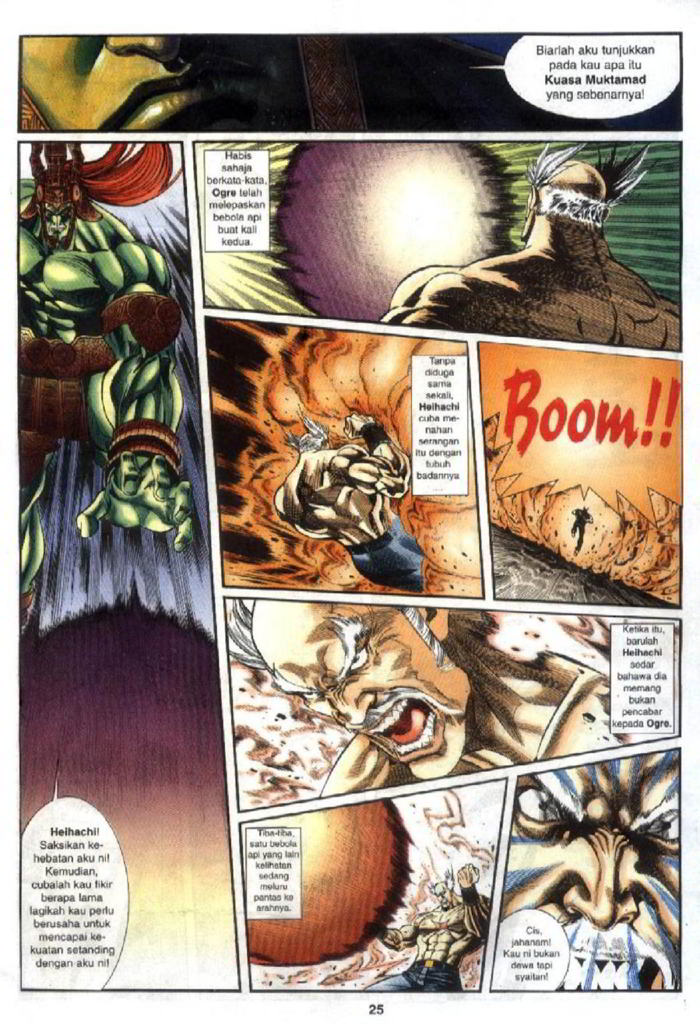 Biarlah aku tunjukkan
pada kau apa itu
Kuasa Muktamad
yang sebenarnya!
Habis
sahaja
berkata-kata,
Ogre telah
melepaskan
bebola api
buat kali
kedua.
Tanpa
diduga
sama
sekali,
Heihachi
cuba me-
nahan
serangan
itu dengan
tubuh
badannya
....
Boom!!
Ketika itu,
barulah
Heihachi
sedar
bahawa dia
memang
bukan
pencabar
kepada Ogre.
Heihachi!
Saksikan ke-
hebatan aku ni!
Kemudian,
cubalah kau fikir
berapa lama
lagikah kau perlu
berusaha untuk
mencapai ke-
kuatan setanding
dengan aku ni!
Tiba-tiba,
satu bebola
api yang lain
kelihatan
sedang
meluru
pantas ke
arahnya.
Cis,
jahanam!
Kau ni bukan
dewa tapi
syaitan!
25